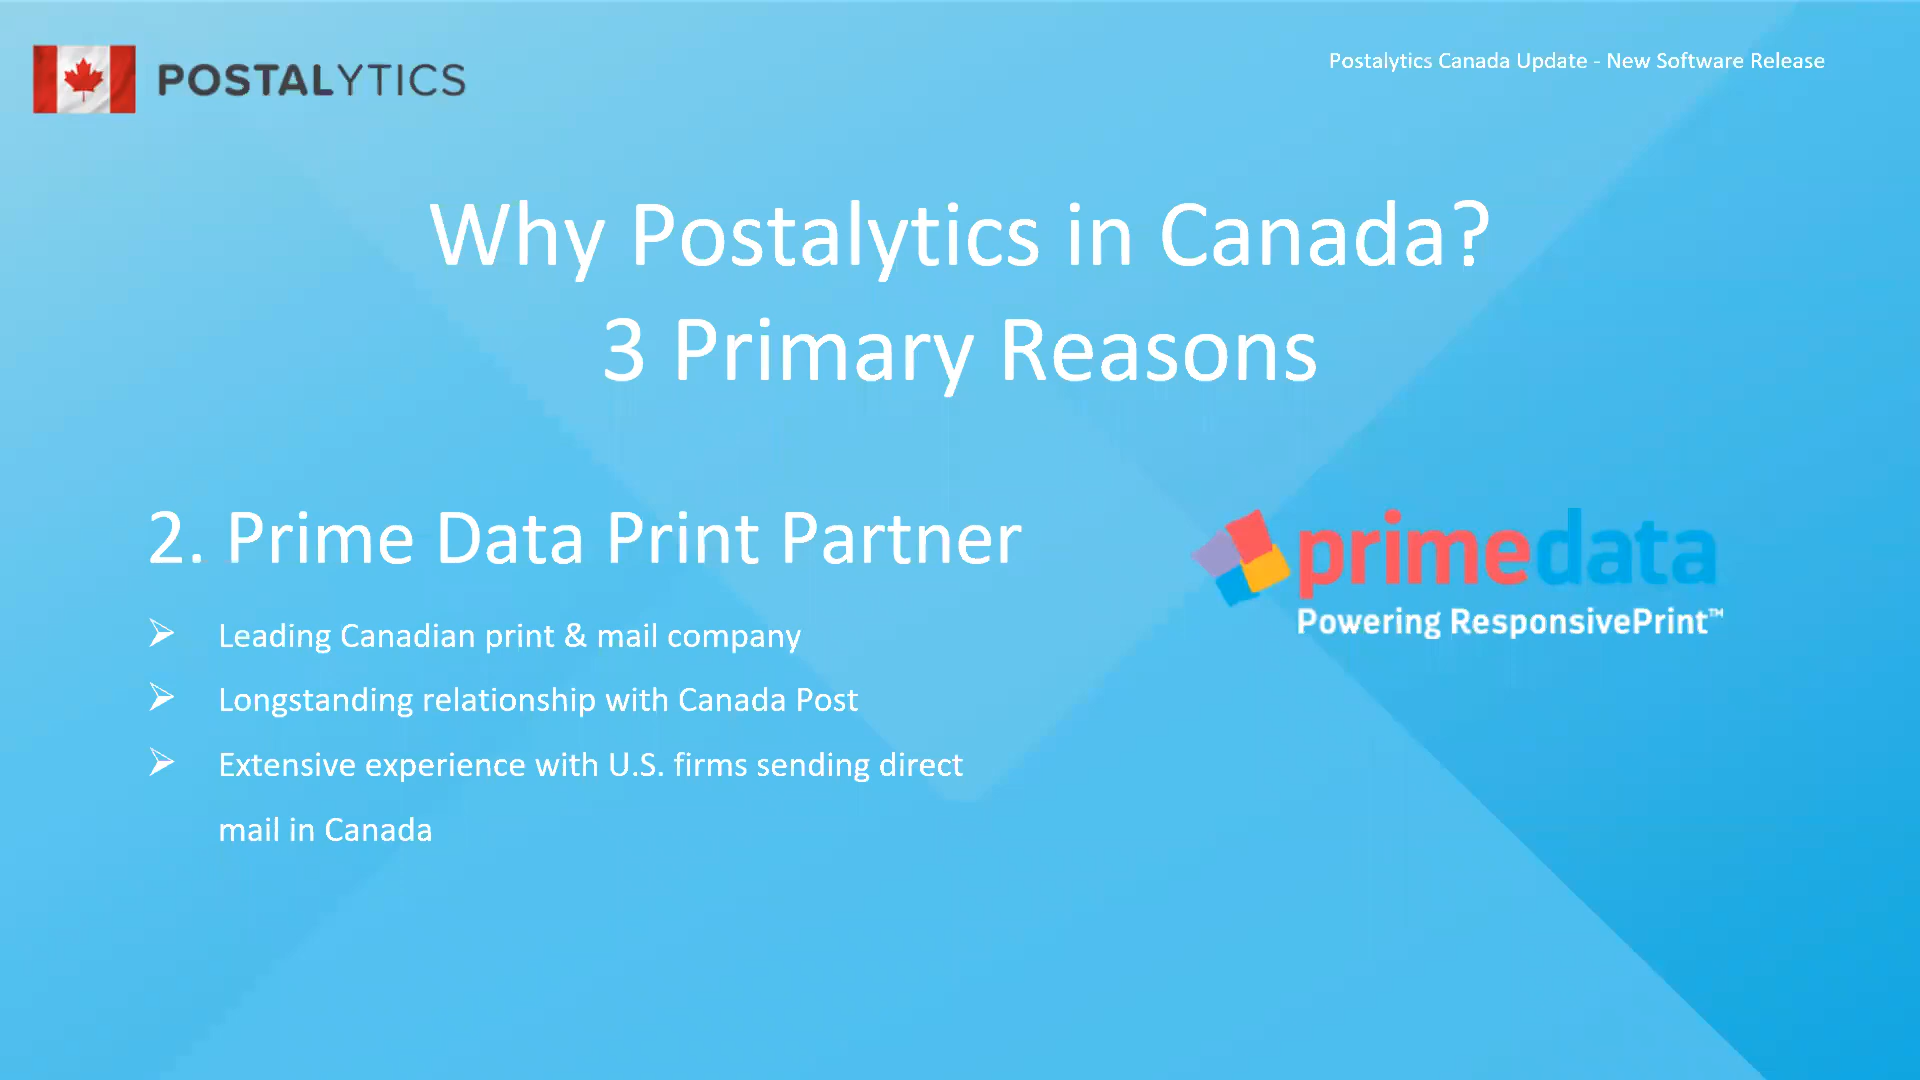 POSTALYTICS
Postalytics Canada Update - New Software Release
Why Postalytics in Canada?
3 Primary Reasons
2. Prime Data Print Partner
primedata
Powering ResponsivePrint™
➢ Leading Canadian print & mail company
➢ Longstanding relationship with Canada Post
➢ Extensive experience with U.S. firms sending direct
mail in Canada